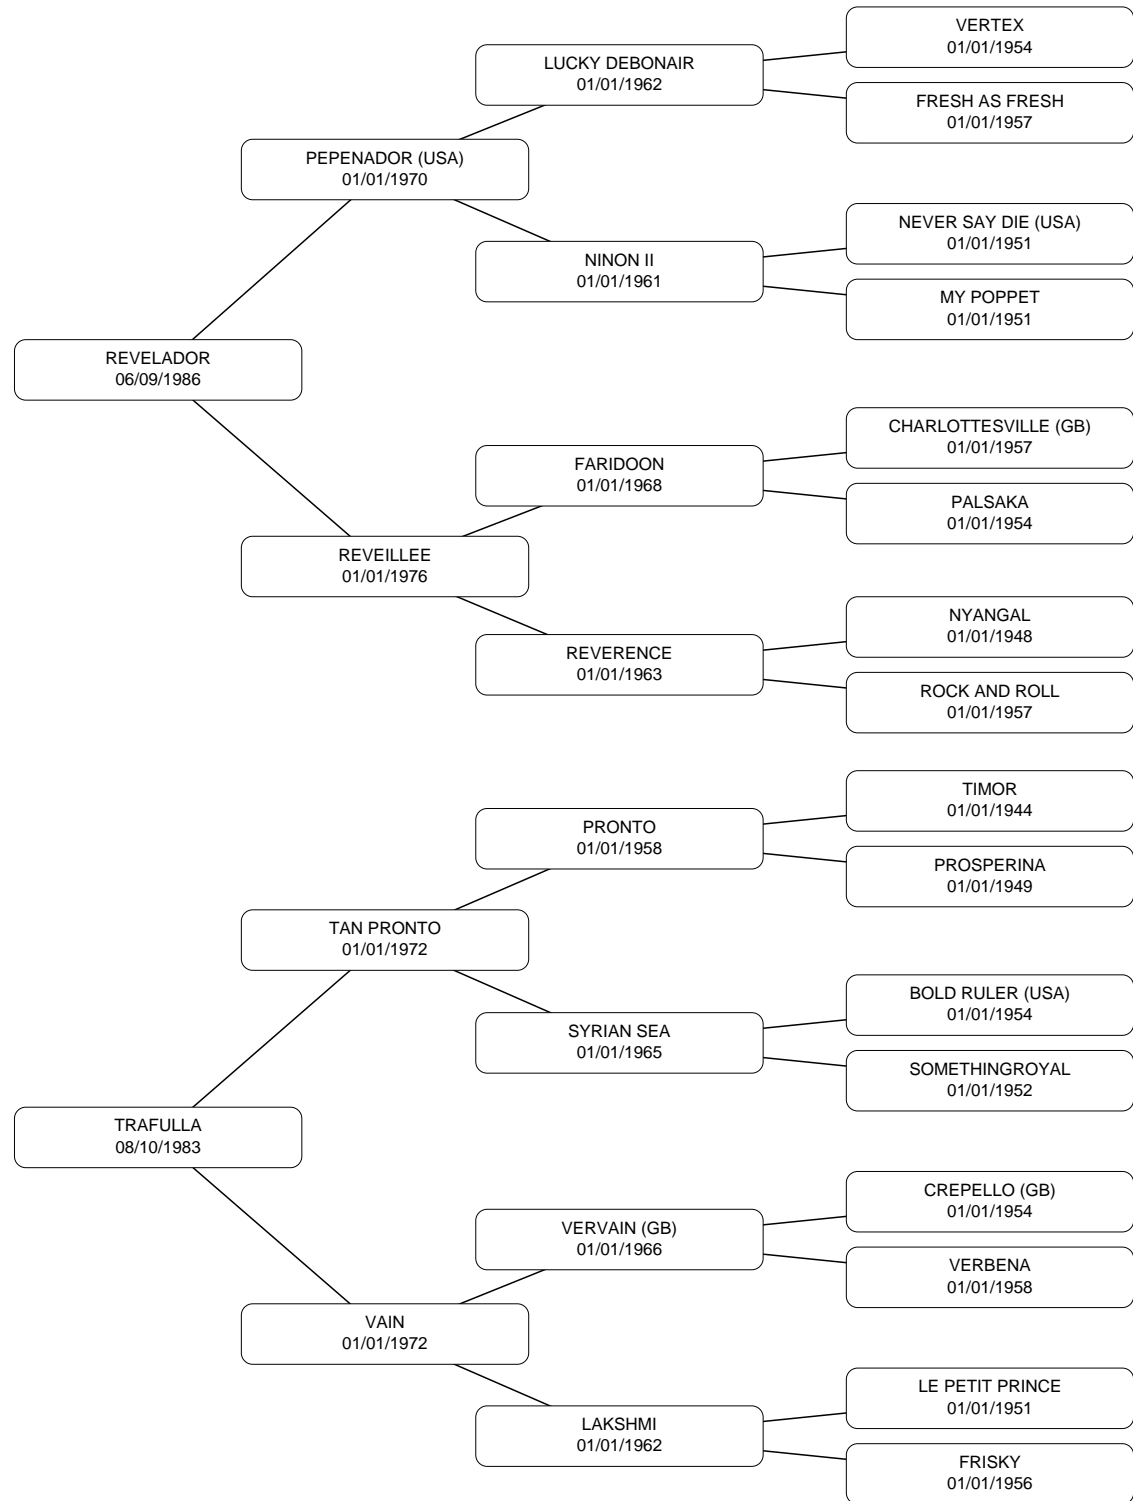 VERTEX
01/01/1954
LUCKY DEBONAIR
01/01/1962
FRESH AS FRESH
01/01/1957
PEPENADOR (USA)
01/01/1970
NEVER SAY DIE (USA)
01/01/1951
NINON II
01/01/1961
MY POPPET
01/01/1951
REVELADOR
06/09/1986
CHARLOTTESVILLE (GB)
01/01/1957
FARIDOON
01/01/1968
PALSAKA
01/01/1954
REVEILLEE
01/01/1976
NYANGAL
01/01/1948
REVERENCE
01/01/1963
ROCK AND ROLL
01/01/1957
TIMOR
01/01/1944
PRONTO
01/01/1958
PROSPERINA
01/01/1949
TAN PRONTO
01/01/1972
BOLD RULER (USA)
01/01/1954
SYRIAN SEA
01/01/1965
SOMETHINGROYAL
01/01/1952
TRAFULLA
08/10/1983
CREPELLO (GB)
01/01/1954
VERVAIN (GB)
01/01/1966
VERBENA
01/01/1958
VAIN
01/01/1972
LE PETIT PRINCE
01/01/1951
LAKSHMI
01/01/1962
FRISKY
01/01/1956